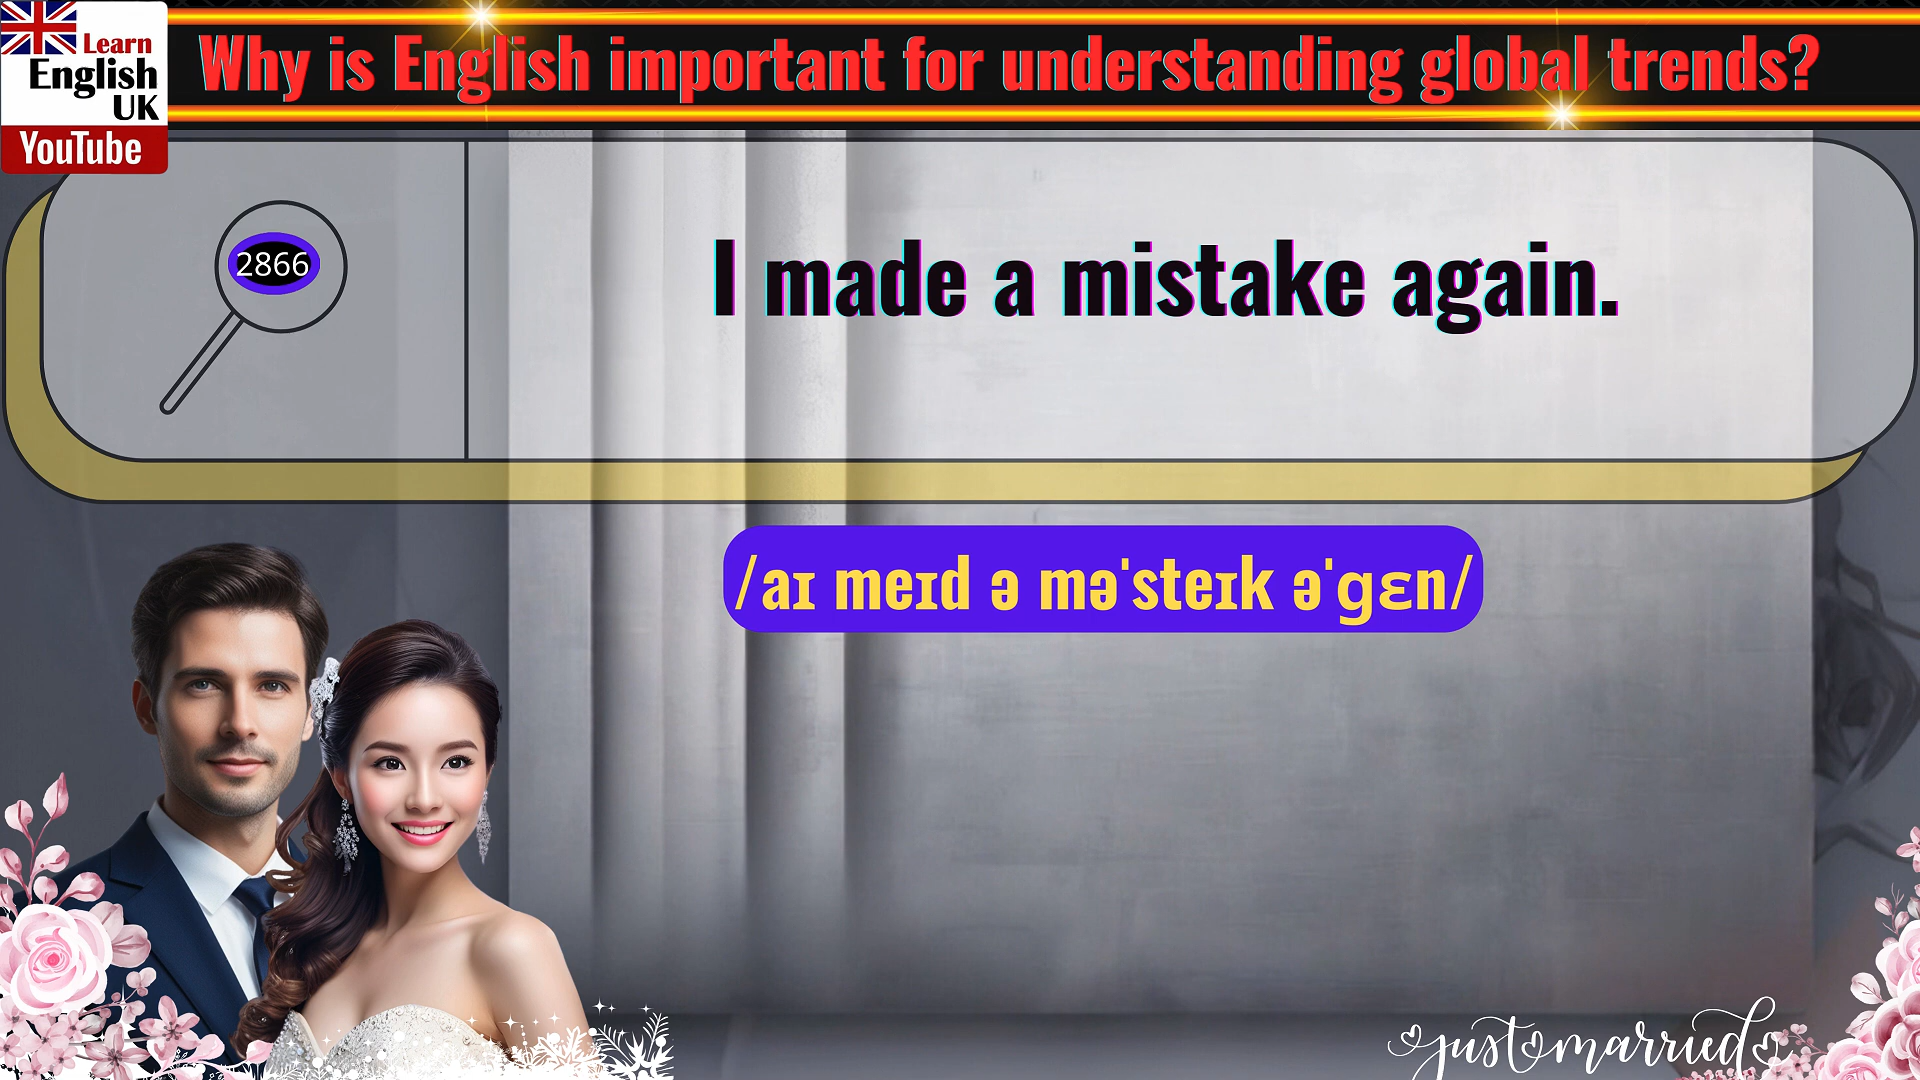 Learn
English
UK
YouTube
Why is English important for understanding global trends?
2866
I made a mistake again.
/aɪ meɪd ə məˈsteɪk əˈɡɛn/
just married